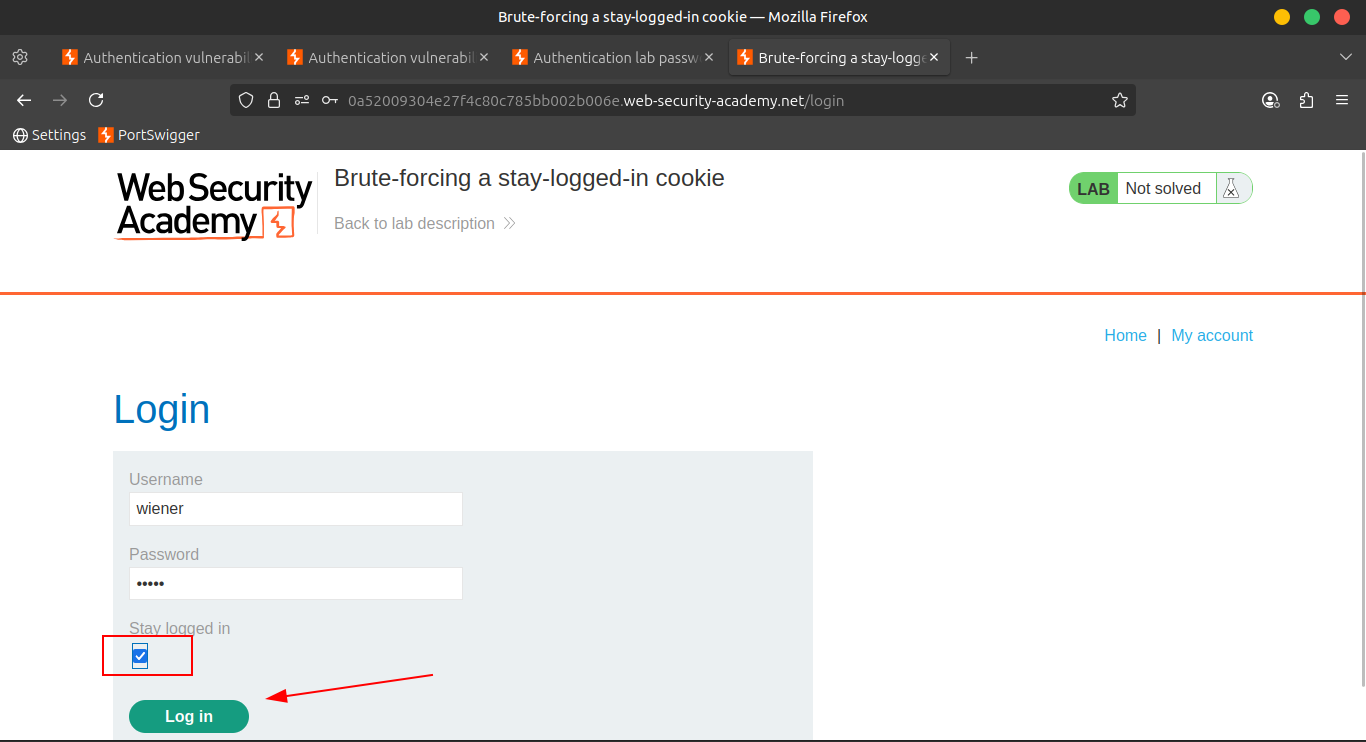 Brute-forcing a stay-logged-in cookie — Mozilla Firefox
Authentication vulnerabil
Authentication vulnerabil
Authentication lab passw
Brute-forcing a stay-logge
0a52009304e27f4c80c785bb002b006e.web-security-academy.net/login
Settings
PortSwigger
Web Security
Academy
Brute-forcing a stay-logged-in cookie
Back to lab description
LAB
Not solved
Home | My account
Login
Username
wiener
Password
•••••
Stay logged in
Log in